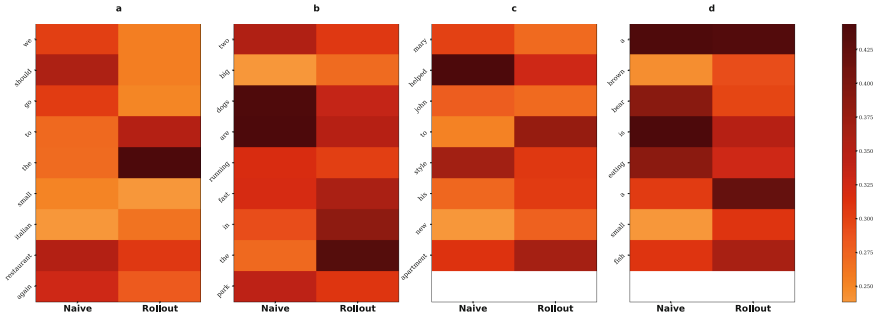 a
b
c
d
we
should
go
to
the
small
italian
restaurant
again
Naive
Rollout
two
big
dogs
are
running
fast
in
the
park
Naive
Rollout
mary
helped
john
to
style
his
new
apartment
Naive
Rollout
a
brown
bear
is
eating
a
small
fish
Naive
Rollout
0.425
0.400
0.375
0.350
0.325
0.300
0.275
0.250